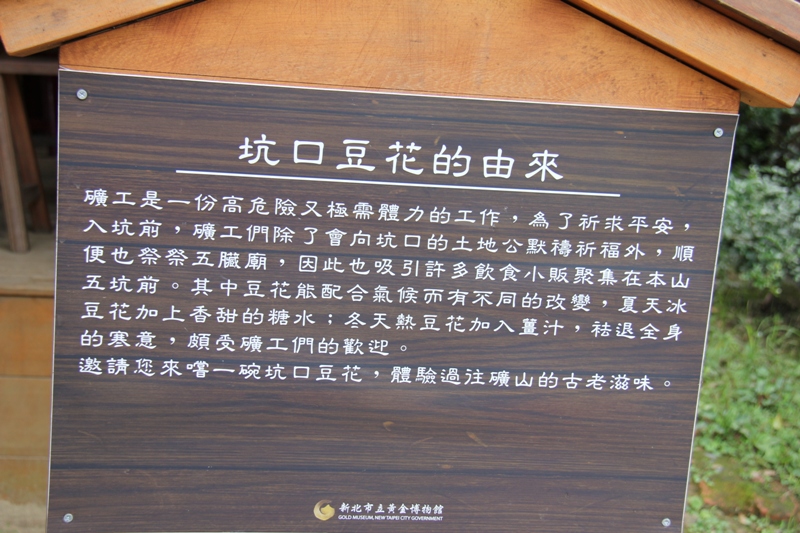 坑口豆花的由來
礦工是一份高危險又極需體力的工作，為了祈求平安，
入坑前，礦工們除了會向坑口的土地公默禱祈福外，順
便也祭祭五臟廟，因此也吸引許多飲食小販聚集在本山
五坑前。其中豆花能配合氣候而有不同的改變，夏天冰
豆花加上香甜的糖水；冬天熱豆花加入薑汁，袪退全身
的寒意，頗受礦工們的歡迎。
邀請您來嚐一碗坑口豆花，體驗過往礦山的古老滋味。
新北市立黃金博物館
GOLD MUSEUM, NEW TAIPEI CITY GOVERNMENT